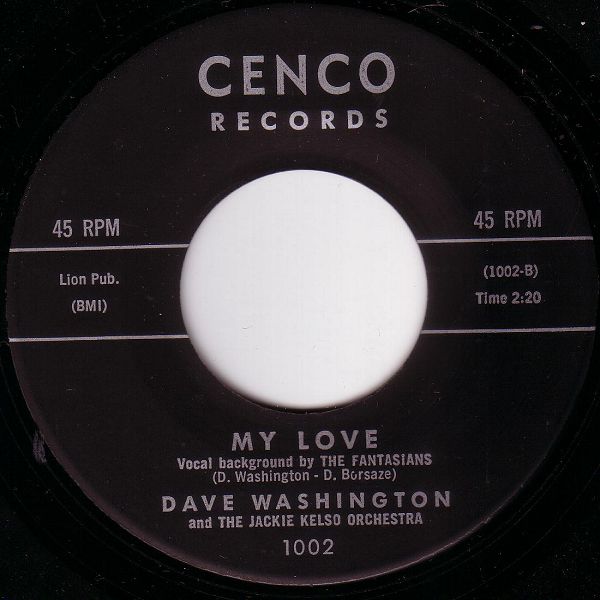 CENCO
RECORDS
45 RPM
45 RPM
Lion Pub.
(BMI)
(1002-B)
Time 2:20
MY LOVE
Vocal background by THE FANTASIANS
(D. Washington - D. Borsaze)
DAVE WASHINGTON
and THE JACKIE KELSO ORCHESTRA
1002